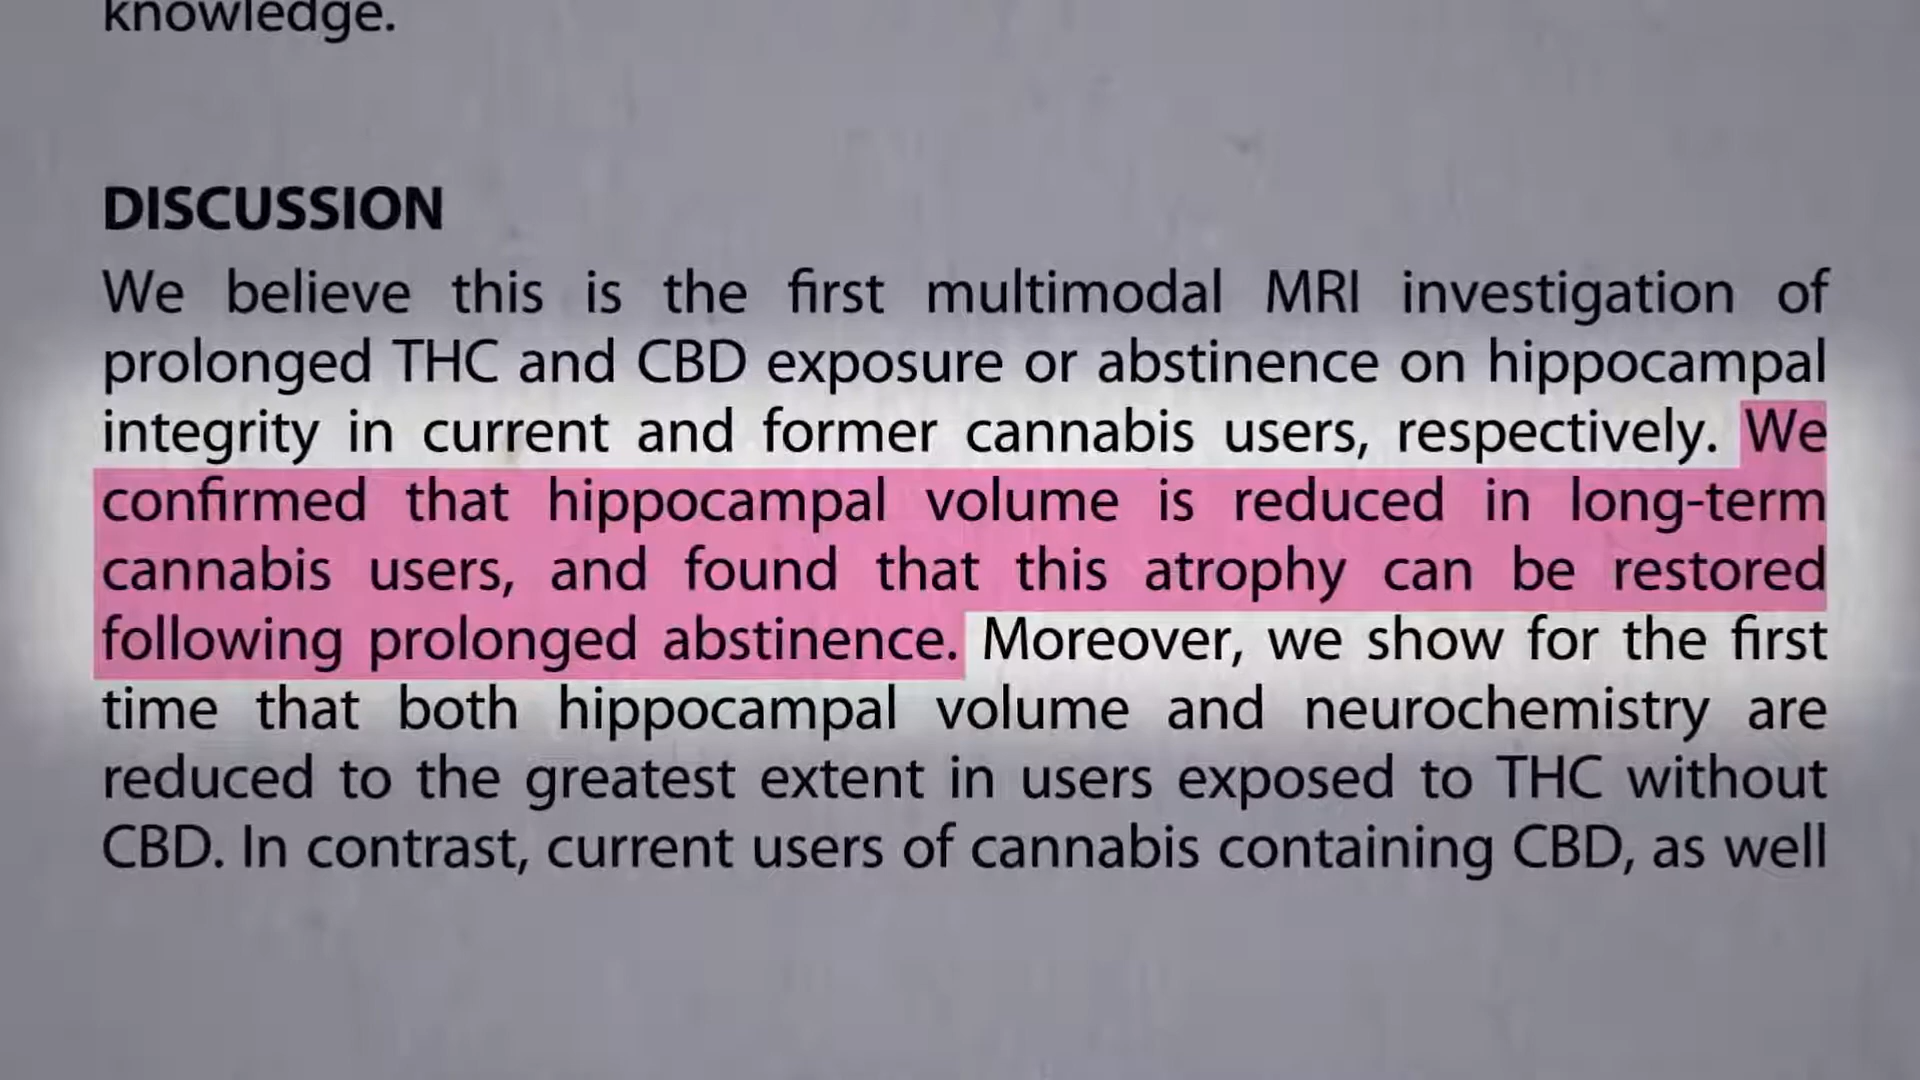 knowledge.
DISCUSSION
We believe this is the first multimodal MRI investigation of
prolonged THC and CBD exposure or abstinence on hippocampal
integrity in current and former cannabis users, respectively. We
confirmed that hippocampal volume is reduced in long-term
cannabis users, and found that this atrophy can be restored
following prolonged abstinence. Moreover, we show for the first
time that both hippocampal volume and neurochemistry are
reduced to the greatest extent in users exposed to THC without
CBD. In contrast, current users of cannabis containing CBD, as well